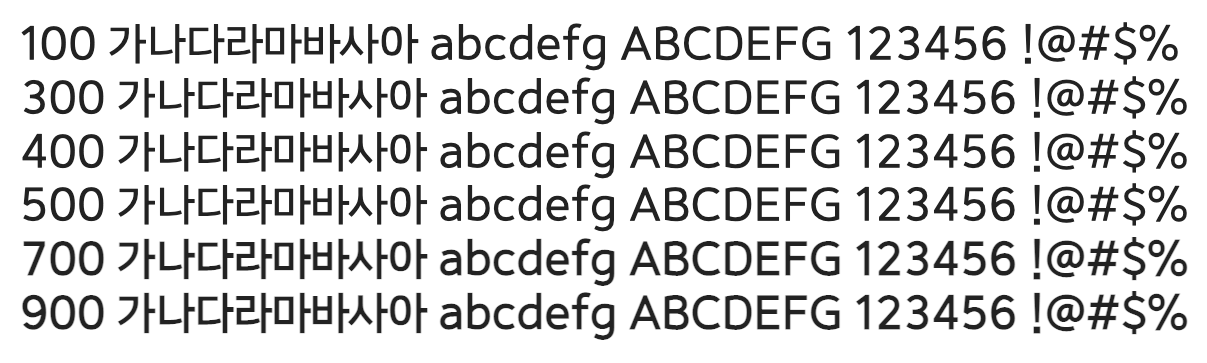 100 가나다라마바사아 abcdefg ABCDEFG 123456 !@#$%
300 가나다라마바사아 abcdefg ABCDEFG 123456 !@#$%
400 가나다라마바사아 abcdefg ABCDEFG 123456 !@#$%
500 가나다라마바사아 abcdefg ABCDEFG 123456 !@#$%
700 가나다라마바사아 abcdefg ABCDEFG 123456 !@#$%
900 가나다라마바사아 abcdefg ABCDEFG 123456 !@#$%